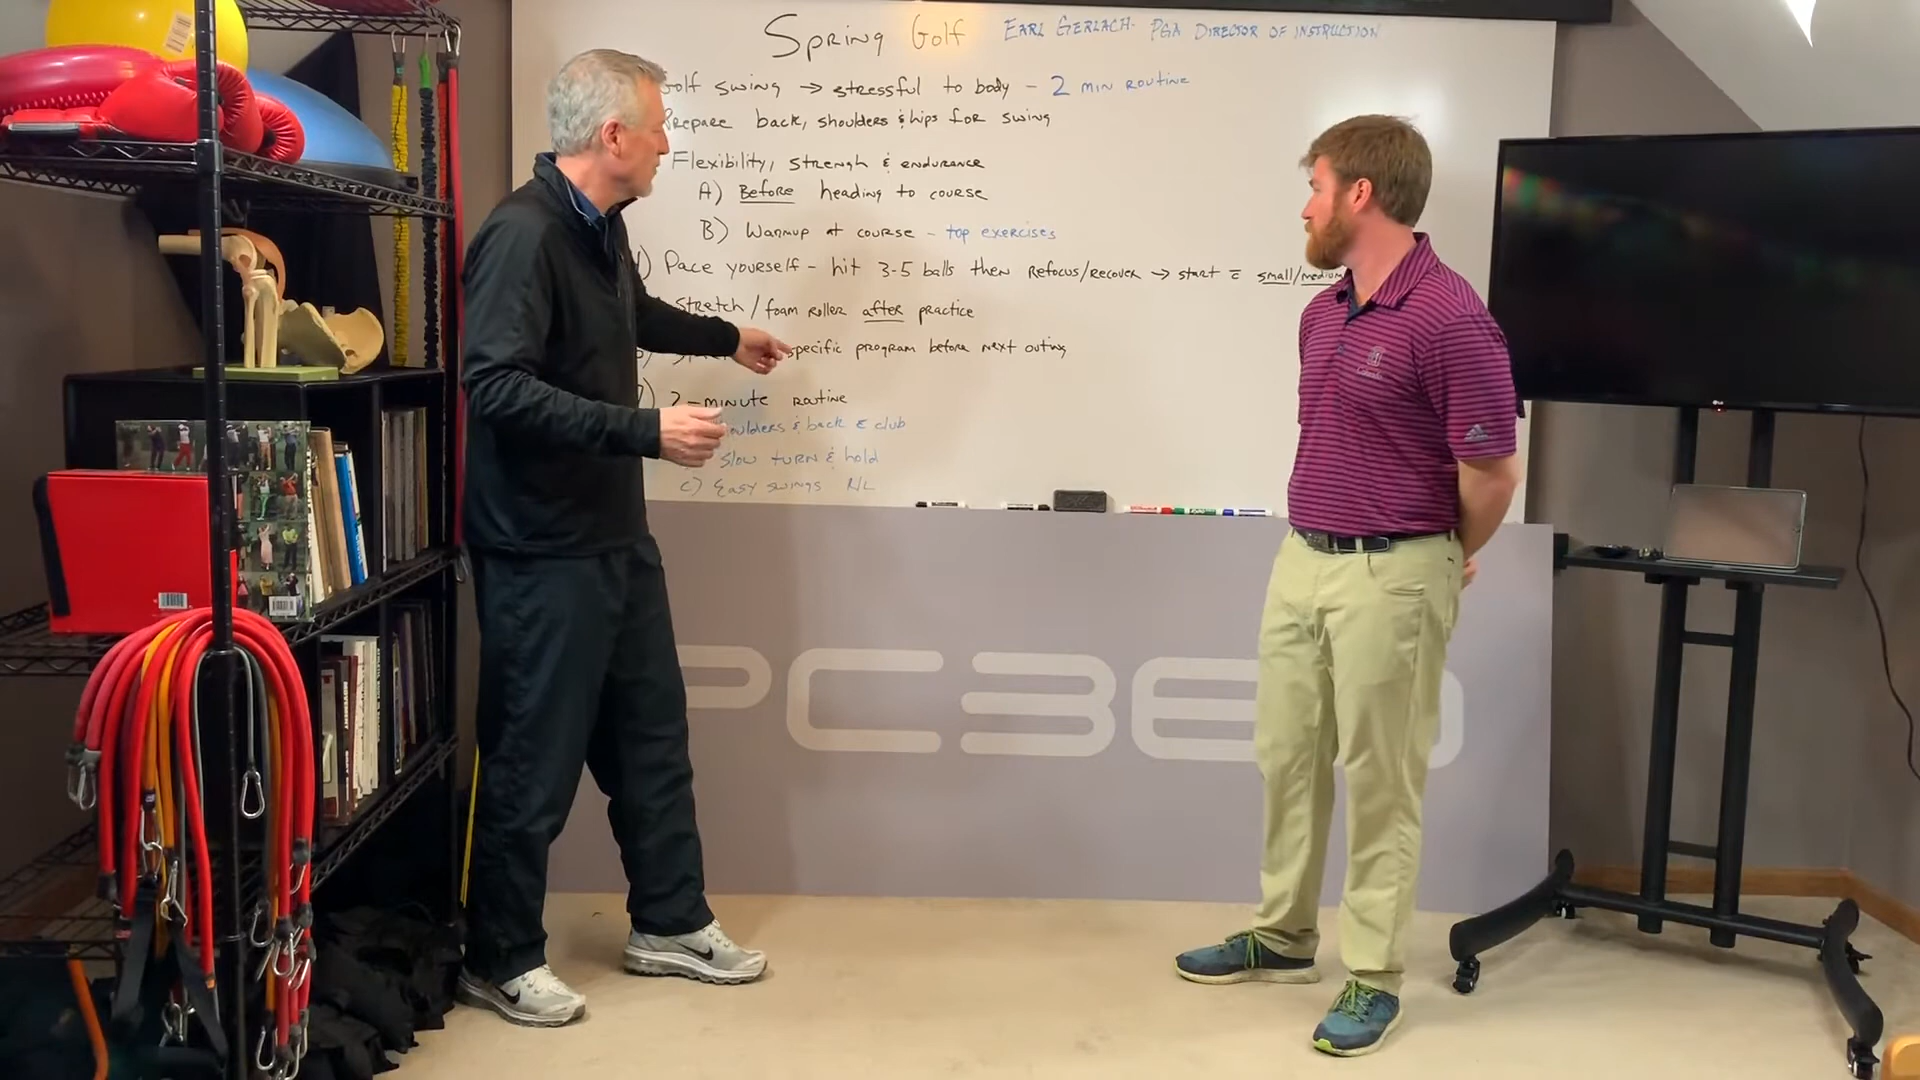 Spring Golf EARL GERLACH- PGA DIRECTOR OF INSTRUCTION
Golf swing → stressful to body - 2 min routine
Prepare back, shoulders & hips for swing
Flexibility, strengh & endurance
A) Before heading to course
B) Warmup at course - top exercises
) Pace yourself - hit 3-5 balls then Refocus/Recover → start c̄ small/medium
Stretch / foam roller after practice
specific program before next outing
2-minute routine
oulders & back c̄ club
slow turn & hold
c) Easy swings R/L
PC360